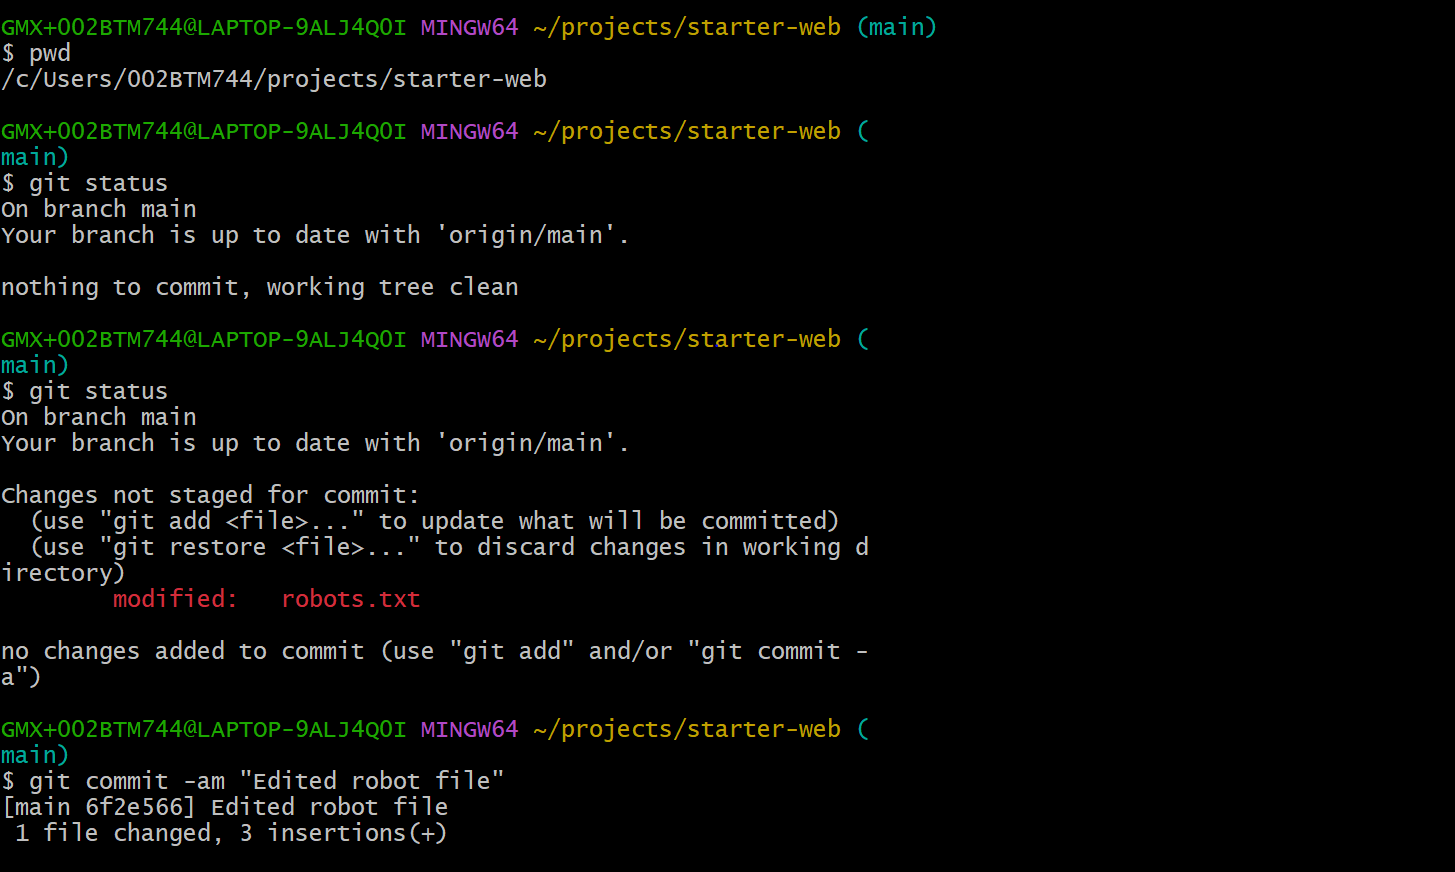 GMX+002BTM744@LAPTOP-9ALJ4Q0I MINGW64 ~/projects/starter-web (main)
$ pwd
/c/Users/002BTM744/projects/starter-web
GMX+002BTM744@LAPTOP-9ALJ4Q0I MINGW64 ~/projects/starter-web (
main)
$ git status
On branch main
Your branch is up to date with 'origin/main'.
nothing to commit, working tree clean
GMX+002BTM744@LAPTOP-9ALJ4Q0I MINGW64 ~/projects/starter-web (
main)
$ git status
On branch main
Your branch is up to date with 'origin/main'.
Changes not staged for commit:
  (use "git add <file>..." to update what will be committed)
  (use "git restore <file>..." to discard changes in working d
irectory)
        modified:   robots.txt
no changes added to commit (use "git add" and/or "git commit -
a")
GMX+002BTM744@LAPTOP-9ALJ4Q0I MINGW64 ~/projects/starter-web (
main)
$ git commit -am "Edited robot file"
[main 6f2e566] Edited robot file
 1 file changed, 3 insertions(+)